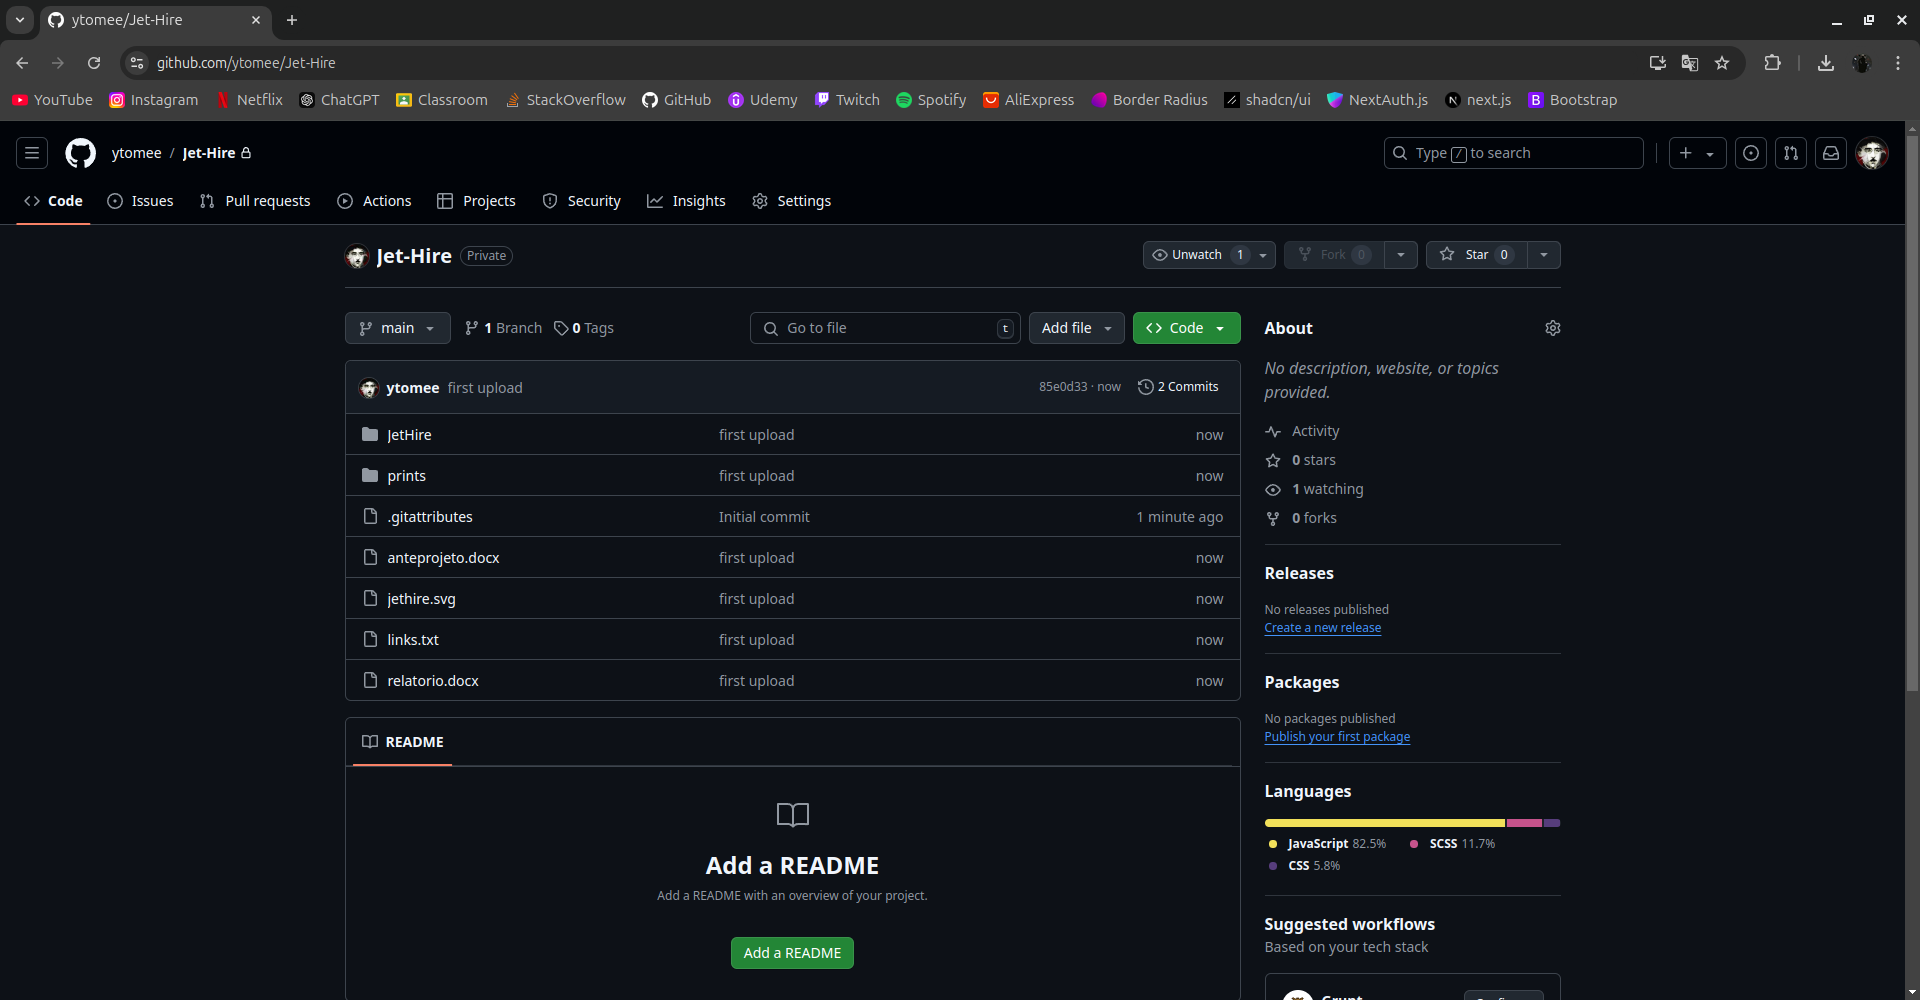 ytomee/Jet-Hire
github.com/ytomee/Jet-Hire
YouTube Instagram Netflix ChatGPT Classroom StackOverflow GitHub Udemy Twitch Spotify AliExpress Border Radius shadcn/ui NextAuth.js next.js Bootstrap
ytomee / Jet-Hire Type / to search
Code Issues Pull requests Actions Projects Security Insights Settings
Jet-Hire Private Unwatch 1 Fork 0 Star 0
main 1 Branch 0 Tags Go to file t Add file Code
ytomee first upload 85e0d33 · now 2 Commits
JetHire first upload now
prints first upload now
.gitattributes Initial commit 1 minute ago
anteprojeto.docx first upload now
jethire.svg first upload now
links.txt first upload now
relatorio.docx first upload now
README
Add a README
Add a README with an overview of your project.
Add a README
About
No description, website, or topics
provided.
Activity
0 stars
1 watching
0 forks
Releases
No releases published
Create a new release
Packages
No packages published
Publish your first package
Languages
JavaScript 82.5% SCSS 11.7%
CSS 5.8%
Suggested workflows
Based on your tech stack
Grunt